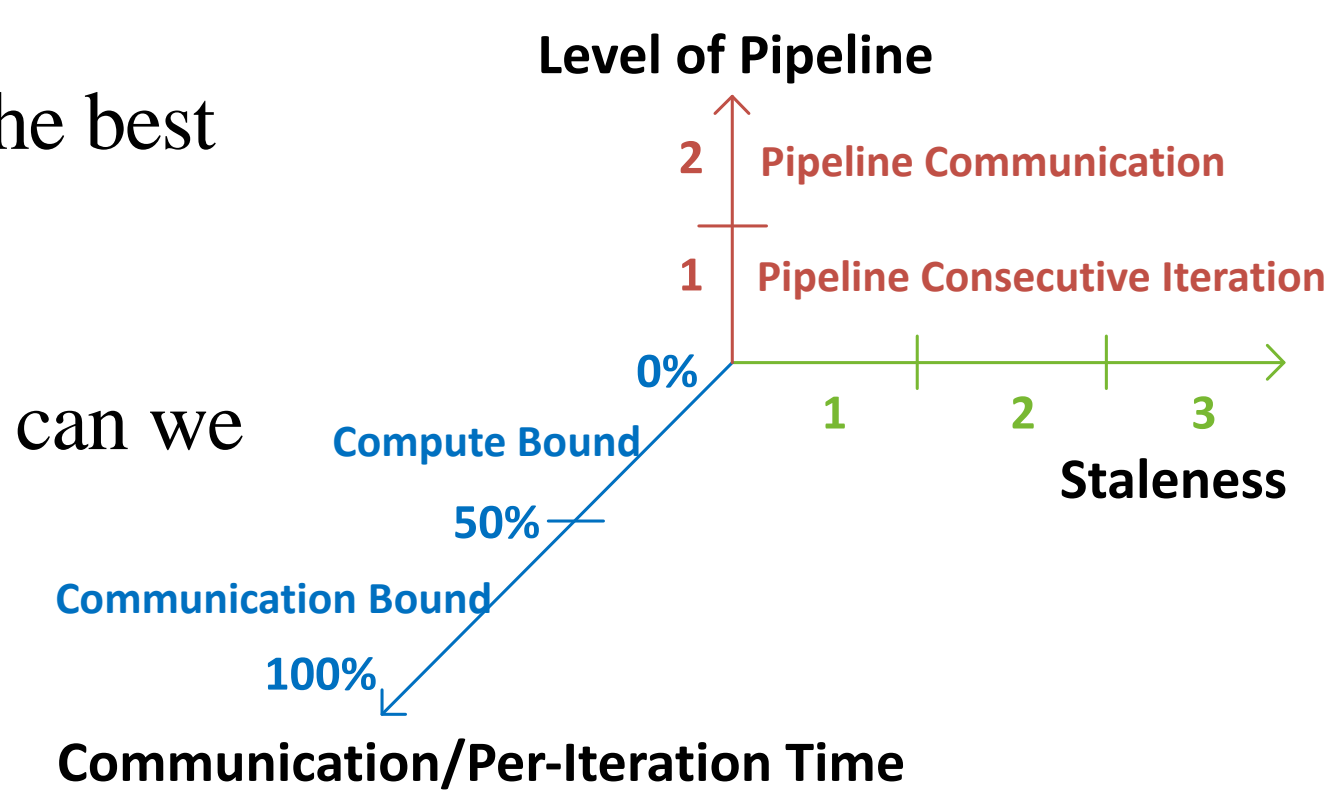 Level of Pipeline
he best
2 Pipeline Communication
1 Pipeline Consecutive Iteration
0%
1 2 3
can we
Compute Bound
Staleness
50%
Communication Bound
100%
Communication/Per-Iteration Time